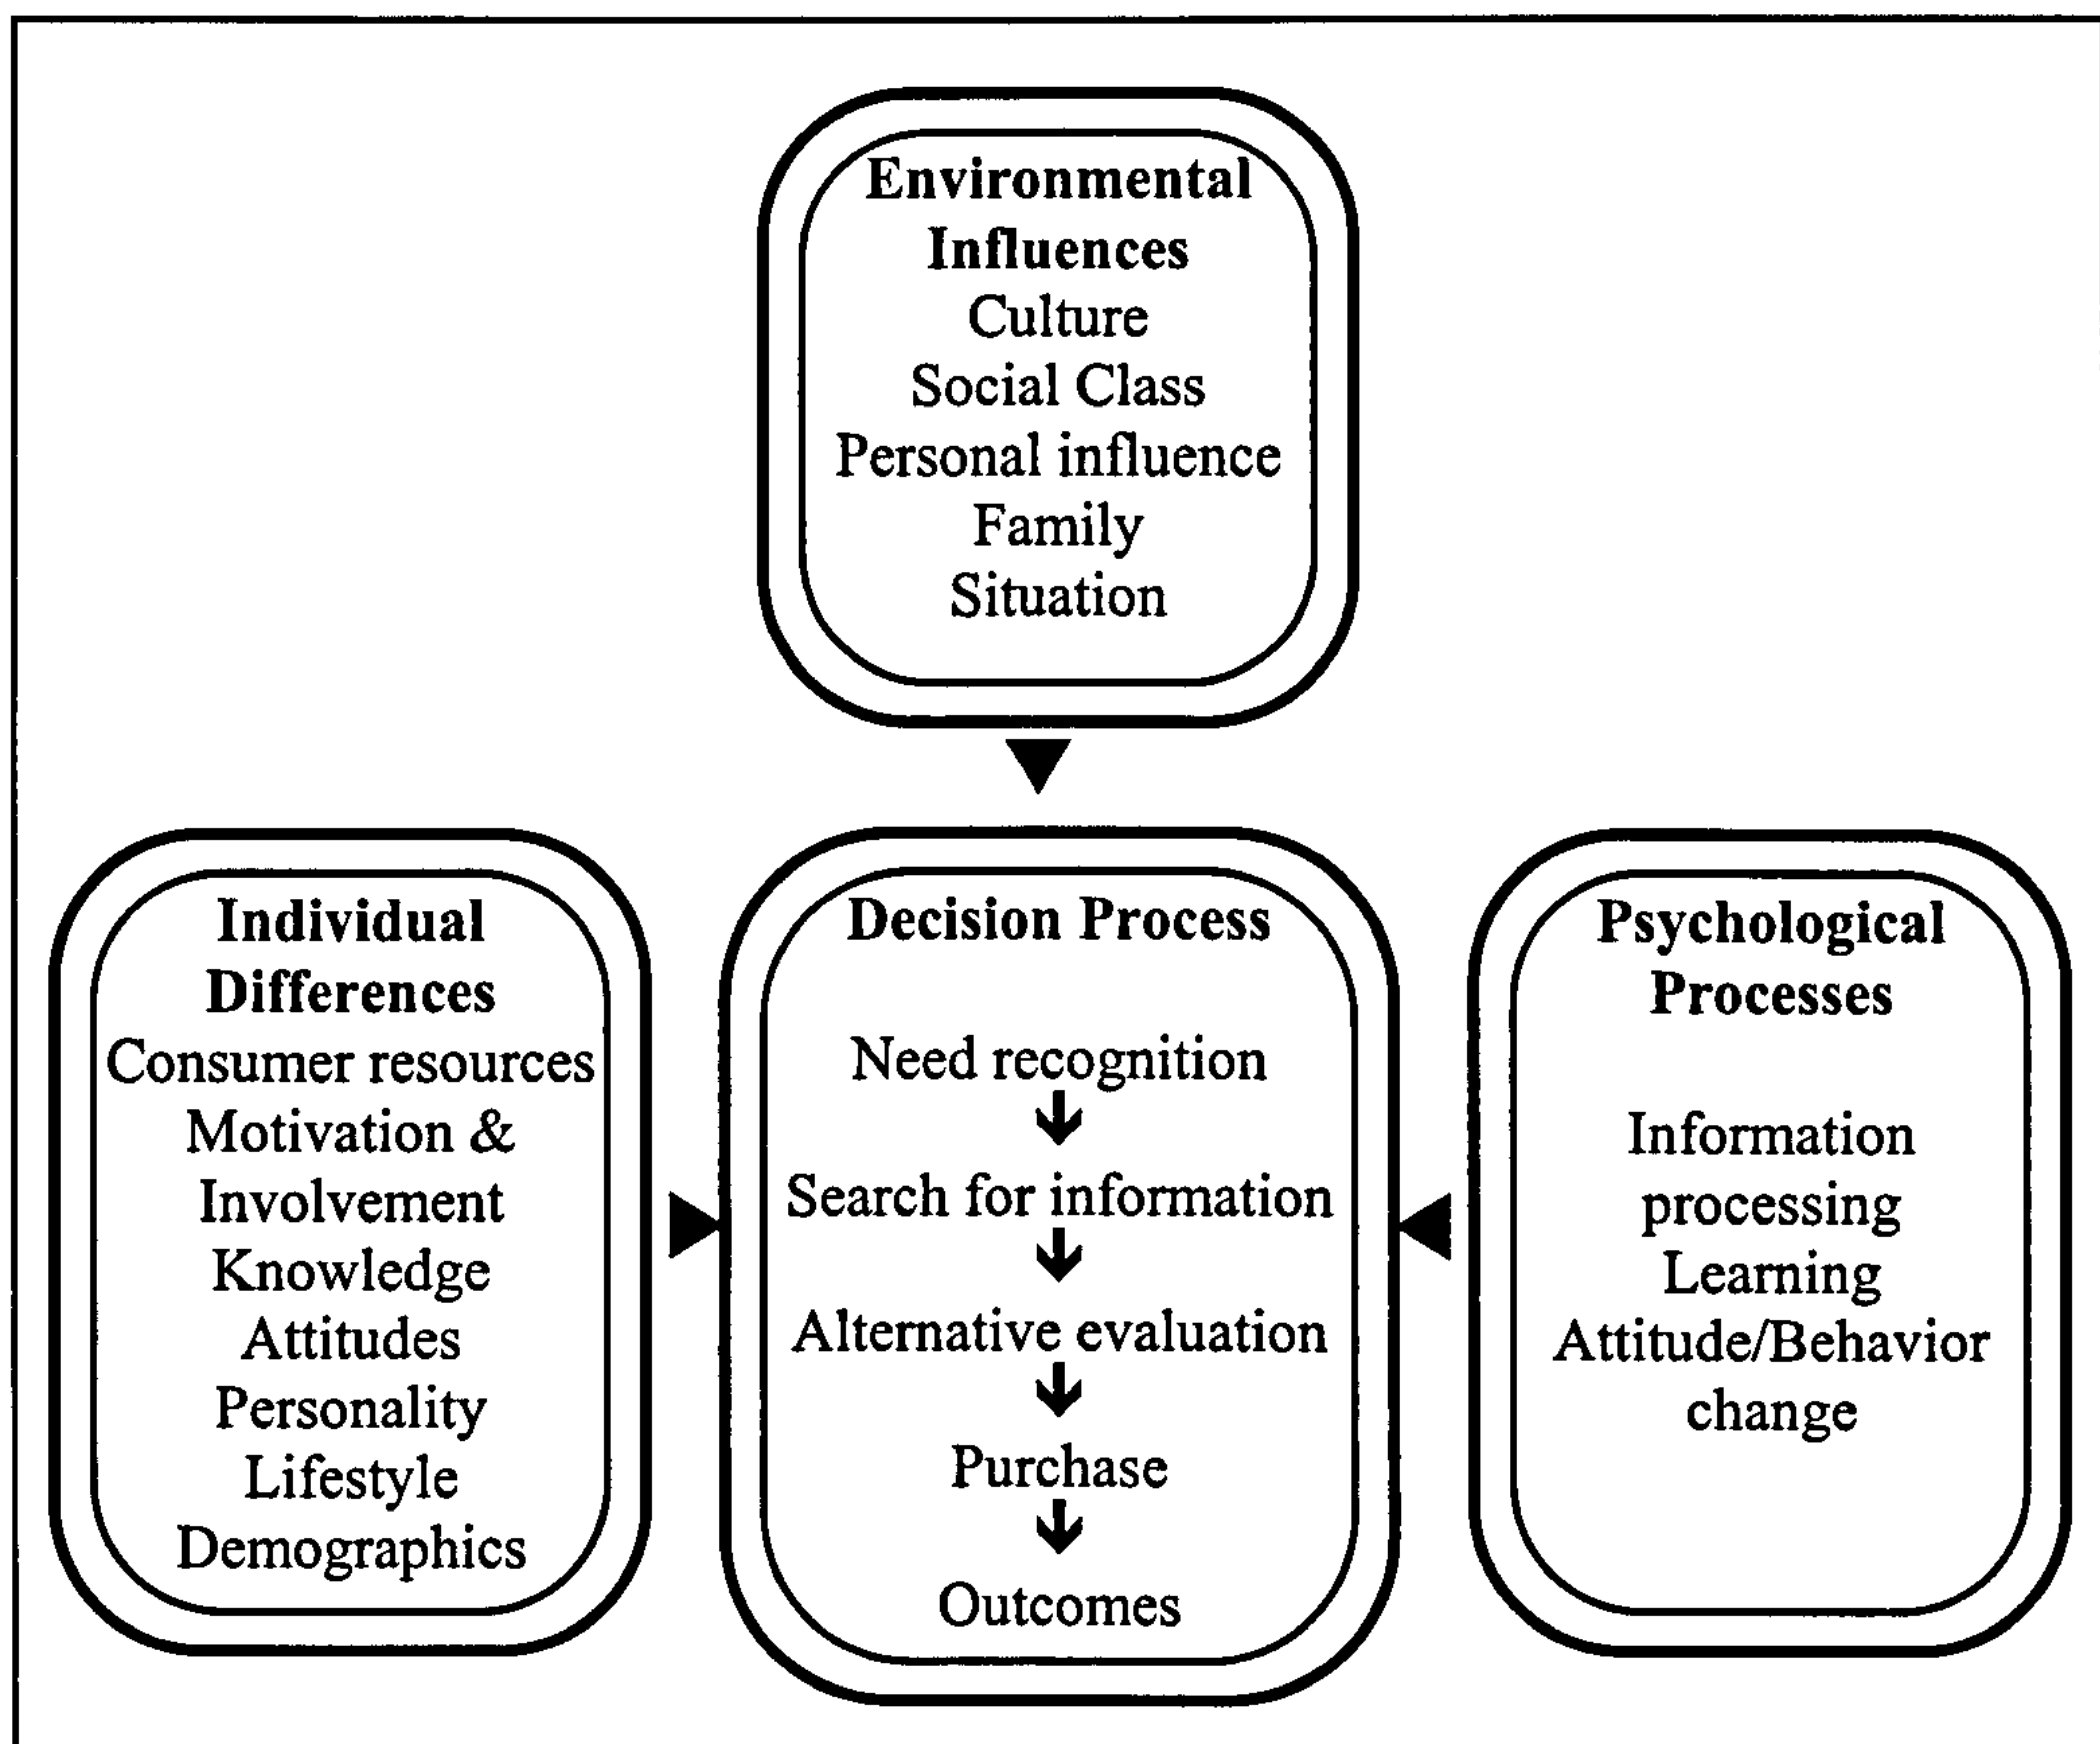 Environmental
Influences
Culture
Social Class
Personal influence
Family
Situation
Individual
Differences
Consumer resources
Motivation &
Involvement
Knowledge
Attitudes
Personality
Lifestyle
Demographics
Decision Process
Need recognition
Search for information
Alternative evaluation
Purchase
Outcomes
Psychological
Processes
Information
processing
Learning
Attitude/Behavior
change